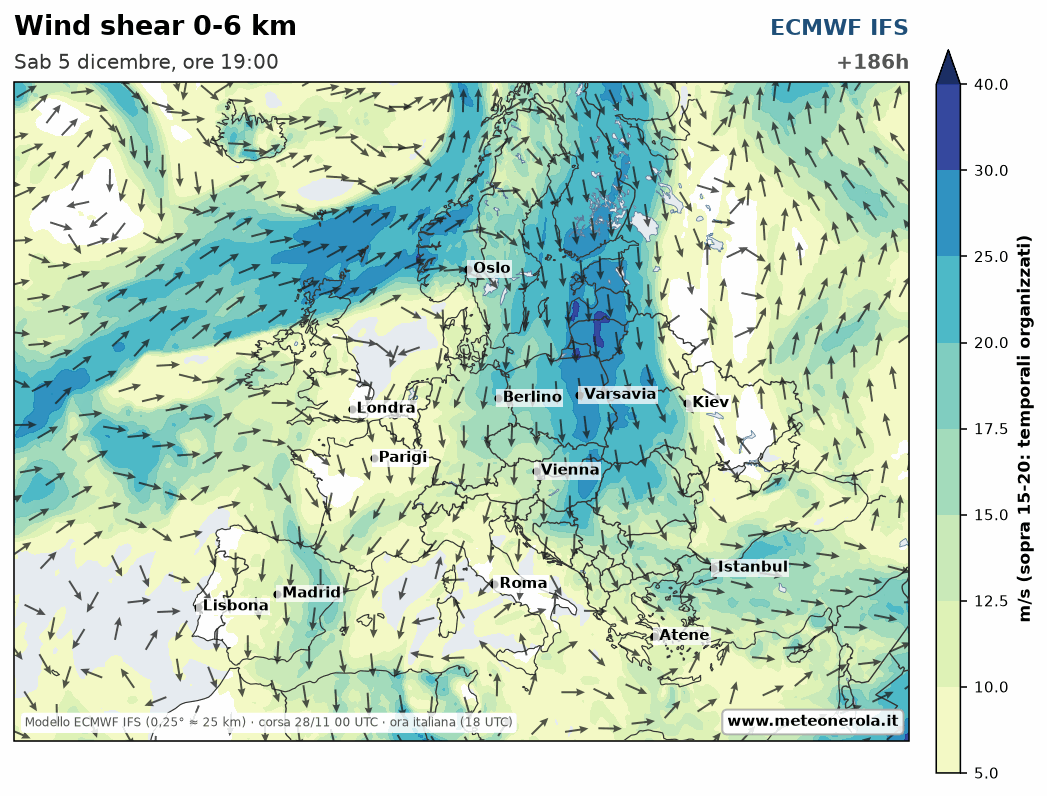 Wind shear 0-6 km
ECMWF IFS
Sab 5 dicembre, ore 19:00
+186h
Oslo
Berlino
Varsavia
Kiev
Londra
Parigi
Vienna
Istanbul
Roma
Madrid
Lisbona
Atene
Modello ECMWF IFS (0,25° ≈ 25 km) · corsa 28/11 00 UTC · ora italiana (18 UTC)
www.meteonerola.it
40.0
30.0
25.0
20.0
17.5
15.0
12.5
10.0
5.0
m/s (sopra 15-20: temporali organizzati)